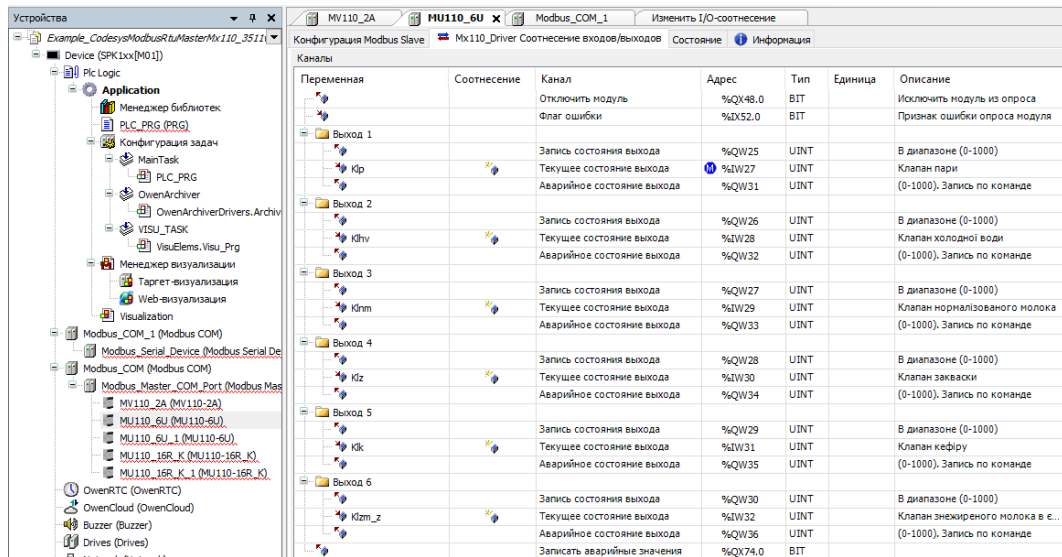 Устройства
Example_CodesysModbusRtuMasterMx110_3511
Device (SPK1xx[M01])
Plc Logic
Application
Менеджер библиотек
PLC_PRG (PRG)
Конфигурация задач
MainTask
PLC_PRG
OwenArchiver
OwenArchiverDrivers.Archiv
VISU_TASK
VisuElems.Visu_Prg
Менеджер визуализации
Таргет-визуализация
Web-визуализация
Visualization
Modbus_COM_1 (Modbus COM)
Modbus_Serial_Device (Modbus Serial De
Modbus_COM (Modbus COM)
Modbus_Master_COM_Port (Modbus Mas
MV110_2A (MV110-2A)
MU110_6U (MU110-6U)
MU110_6U_1 (MU110-6U)
MU110_16R_K (MU110-16R_K)
MU110_16R_K_1 (MU110-16R_K)
OwenRTC (OwenRTC)
OwenCloud (OwenCloud)
Buzzer (Buzzer)
Drives (Drives)
MV110_2A MU110_6U Modbus_COM_1 Изменить I/O-соотнесение
Конфигурация Modbus Slave Mx110_Driver Соотнесение входов/выходов Состояние Информация
Каналы
Переменная Соотнесение Канал Адрес Тип Единица Описание
Отключить модуль %QX48.0 BIT Исключить модуль из опроса
Флаг ошибки %IX52.0 BIT Признак ошибки опроса модуля
Выход 1
Запись состояния выхода %QW25 UINT В диапазоне (0-1000)
Klp Текущее состояние выхода M %IW27 UINT Клапан пари
Аварийное состояние выхода %QW31 UINT (0-1000). Запись по команде
Выход 2
Запись состояния выхода %QW26 UINT В диапазоне (0-1000)
Klhv Текущее состояние выхода %IW28 UINT Клапан холодної води
Аварийное состояние выхода %QW32 UINT (0-1000). Запись по команде
Выход 3
Запись состояния выхода %QW27 UINT В диапазоне (0-1000)
Klnm Текущее состояние выхода %IW29 UINT Клапан нормалізованого молока
Аварийное состояние выхода %QW33 UINT (0-1000). Запись по команде
Выход 4
Запись состояния выхода %QW28 UINT В диапазоне (0-1000)
Klz Текущее состояние выхода %IW30 UINT Клапан закваски
Аварийное состояние выхода %QW34 UINT (0-1000). Запись по команде
Выход 5
Запись состояния выхода %QW29 UINT В диапазоне (0-1000)
Klk Текущее состояние выхода %IW31 UINT Клапан кефіру
Аварийное состояние выхода %QW35 UINT (0-1000). Запись по команде
Выход 6
Запись состояния выхода %QW30 UINT В диапазоне (0-1000)
Klzm_z Текущее состояние выхода %IW32 UINT Клапан знежиреного молока в є...
Аварийное состояние выхода %QW36 UINT (0-1000). Запись по команде
Записать аварийные значения %QX74.0 BIT